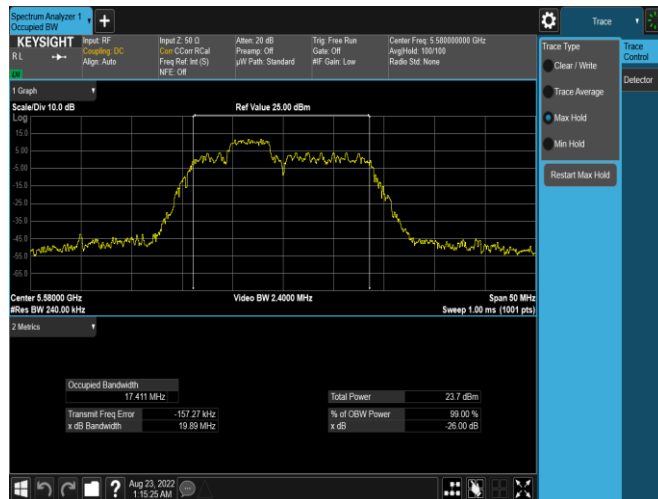 Spectrum Analyzer 1
Occupied BW
+
KEYSIGHT
R L
LXI
Input: RF
Coupling: DC
Align: Auto
Input Z: 50 Ω
Corr CCorr RCal
Freq Ref: Int (S)
NFE: Off
Atten: 20 dB
Preamp: Off
µW Path: Standard
Trig: Free Run
Gate: Off
#IF Gain: Low
Center Freq: 5.580000000 GHz
Avg|Hold: 100/100
Radio Std: None
1 Graph
Scale/Div 10.0 dB
Ref Value 25.00 dBm
Log
15.0
5.00
-5.00
-15.0
-25.0
-35.0
-45.0
-55.0
-65.0
Center 5.58000 GHz
#Res BW 240.00 kHz
Video BW 2.4000 MHz
Span 50 MHz
Sweep 1.00 ms (1001 pts)
2 Metrics
Occupied Bandwidth
17.411 MHz
Transmit Freq Error -157.27 kHz
x dB Bandwidth 19.89 MHz
Total Power 23.7 dBm
% of OBW Power 99.00 %
x dB -26.00 dB
?
Aug 23, 2022
1:15:25 AM
Trace
Trace Type
Clear / Write
Trace Average
Max Hold
Min Hold
Restart Max Hold
Trace
Control
Detector